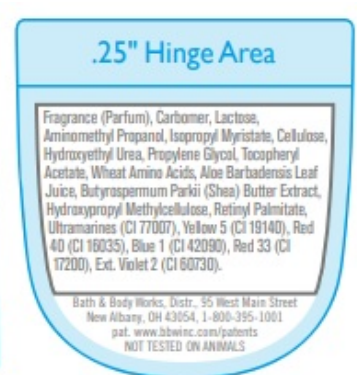 .25" Hinge Area
Fragrance (Parfum), Carbomer, Lactose,
Aminomethyl Propanol, Isopropyl Myristate, Cellulose,
Hydroxyethyl Urea, Propylene Glycol, Tocopheryl
Acetate, Wheat Amino Acids, Aloe Barbadensis Leaf
Juice, Butyrospermum Parkii (Shea) Butter Extract,
Hydroxypropyl Methylcellulose, Retinyl Palmitate,
Ultramarines (CI 77007), Yellow 5 (CI 19140), Red
40 (CI 16035), Blue 1 (CI 42090), Red 33 (CI
17200), Ext. Violet 2 (CI 60730).
Bath & Body Works, Distr., 95 West Main Street
New Albany, OH 43054, 1-800-395-1001
pat. www.bbwinc.com/patents
NOT TESTED ON ANIMALS